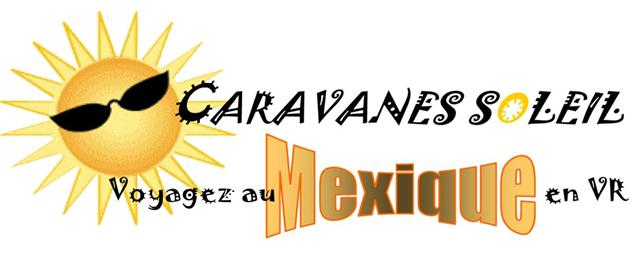 CARAVANES SOLEIL
Voyagez au Mexique en VR